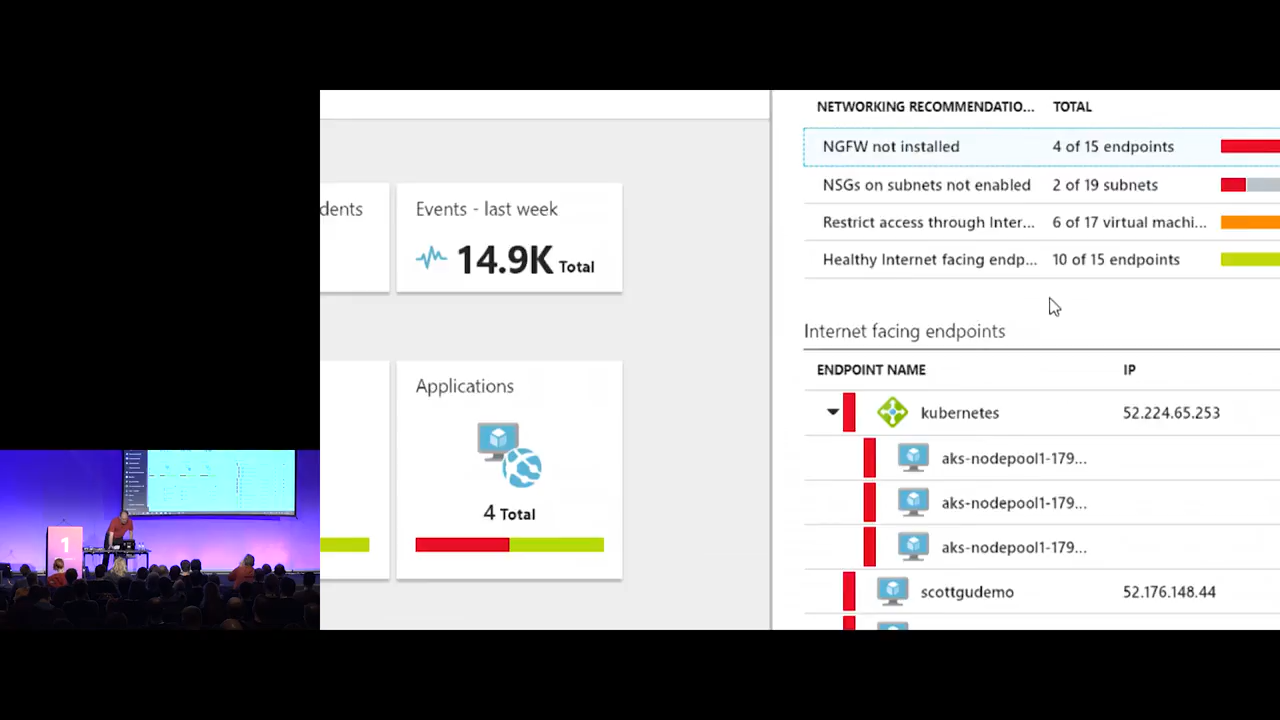 dents
Events - last week
14.9K Total
Applications
4 Total
NETWORKING RECOMMENDATIO... TOTAL
NGFW not installed 4 of 15 endpoints
NSGs on subnets not enabled 2 of 19 subnets
Restrict access through Inter... 6 of 17 virtual machi...
Healthy Internet facing endp... 10 of 15 endpoints
Internet facing endpoints
ENDPOINT NAME IP
kubernetes 52.224.65.253
aks-nodepool1-179...
aks-nodepool1-179...
aks-nodepool1-179...
scottgudemo 52.176.148.44
1